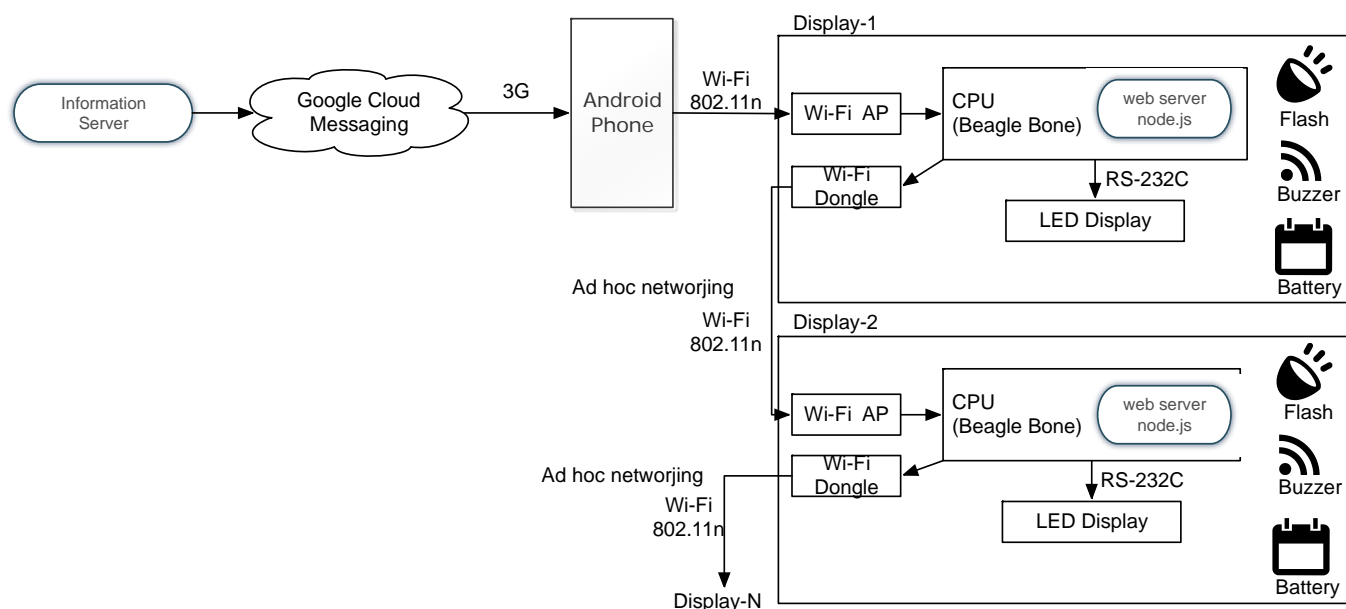 Display-1
Information
Server
Google Cloud
Messaging
3G
Android
Phone
Wi-Fi
802.11n
Wi-Fi AP
CPU
(Beagle Bone)
web server
node.js
Flash
Wi-Fi
Dongle
RS-232C
LED Display
Buzzer
Battery
Ad hoc networjing
Wi-Fi
802.11n
Display-2
Wi-Fi AP
CPU
(Beagle Bone)
web server
node.js
Flash
Wi-Fi
Dongle
RS-232C
LED Display
Buzzer
Battery
Ad hoc networjing
Wi-Fi
802.11n
Display-N